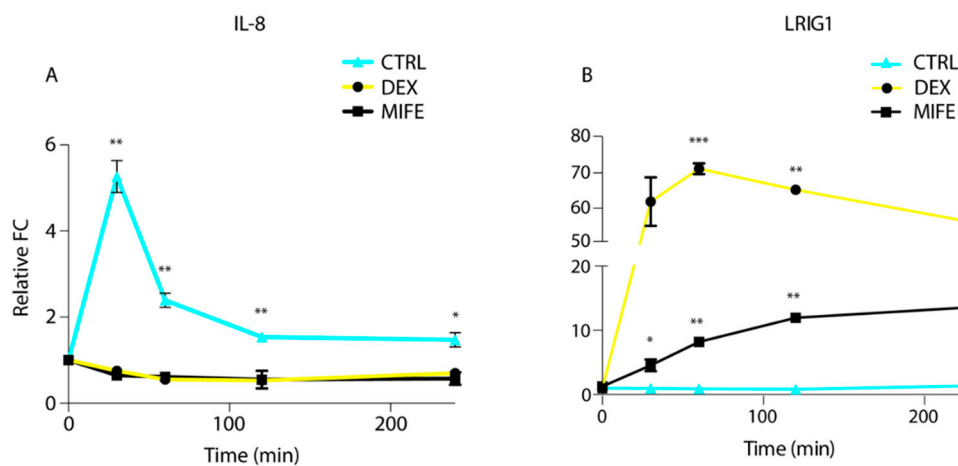 IL-8
A
CTRL
DEX
MIFE
Relative FC
6
4
2
0
**
**
**
*
0
100
200
Time (min)
LRIG1
B
CTRL
DEX
MIFE
80
70
60
50
20
10
0
***
**
*
**
**
0
100
200
Time (min)